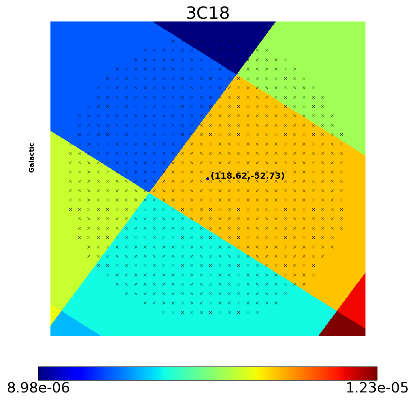 3C18
Galactic
(118.62,-52.73)
8.98e-06
1.23e-05